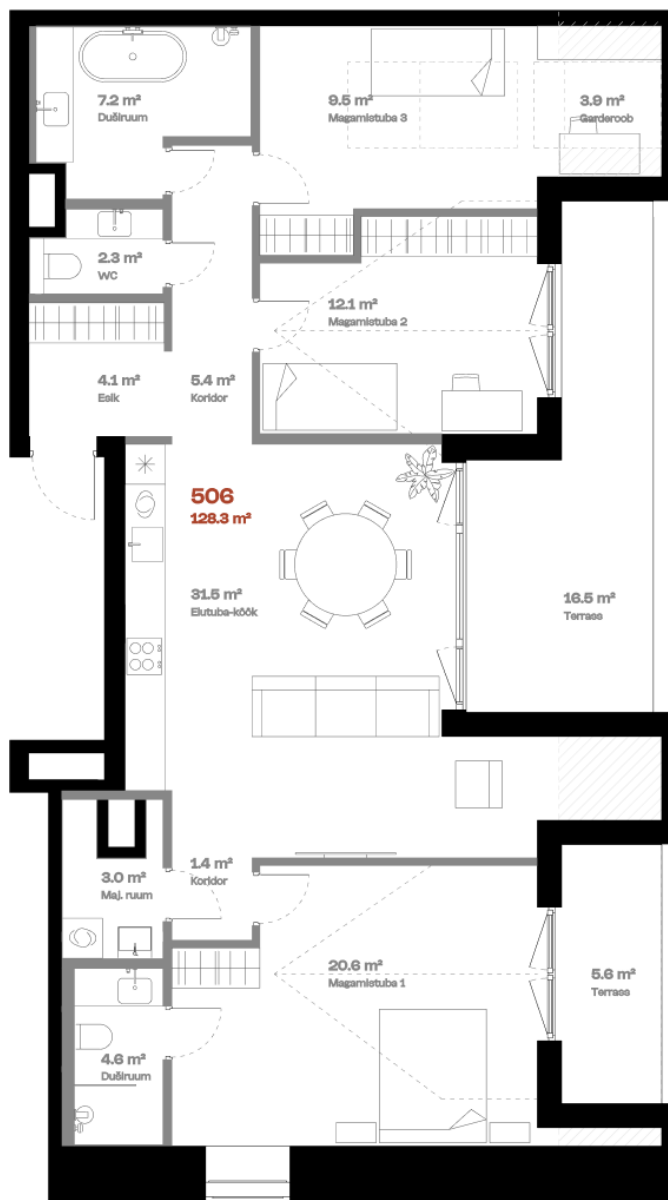 7.2 m²
Duširuum
9.5 m²
Magamistuba 3
3.9 m²
Garderoob
2.3 m²
WC
12.1 m²
Magamistuba 2
4.1 m²
Esik
5.4 m²
Koridor
506
128.3 m²
31.5 m²
Elutuba-köök
16.5 m²
Terrass
3.0 m²
Maj. ruum
1.4 m²
Koridor
20.6 m²
Magamistuba 1
5.6 m²
Terrass
4.6 m²
Duširuum